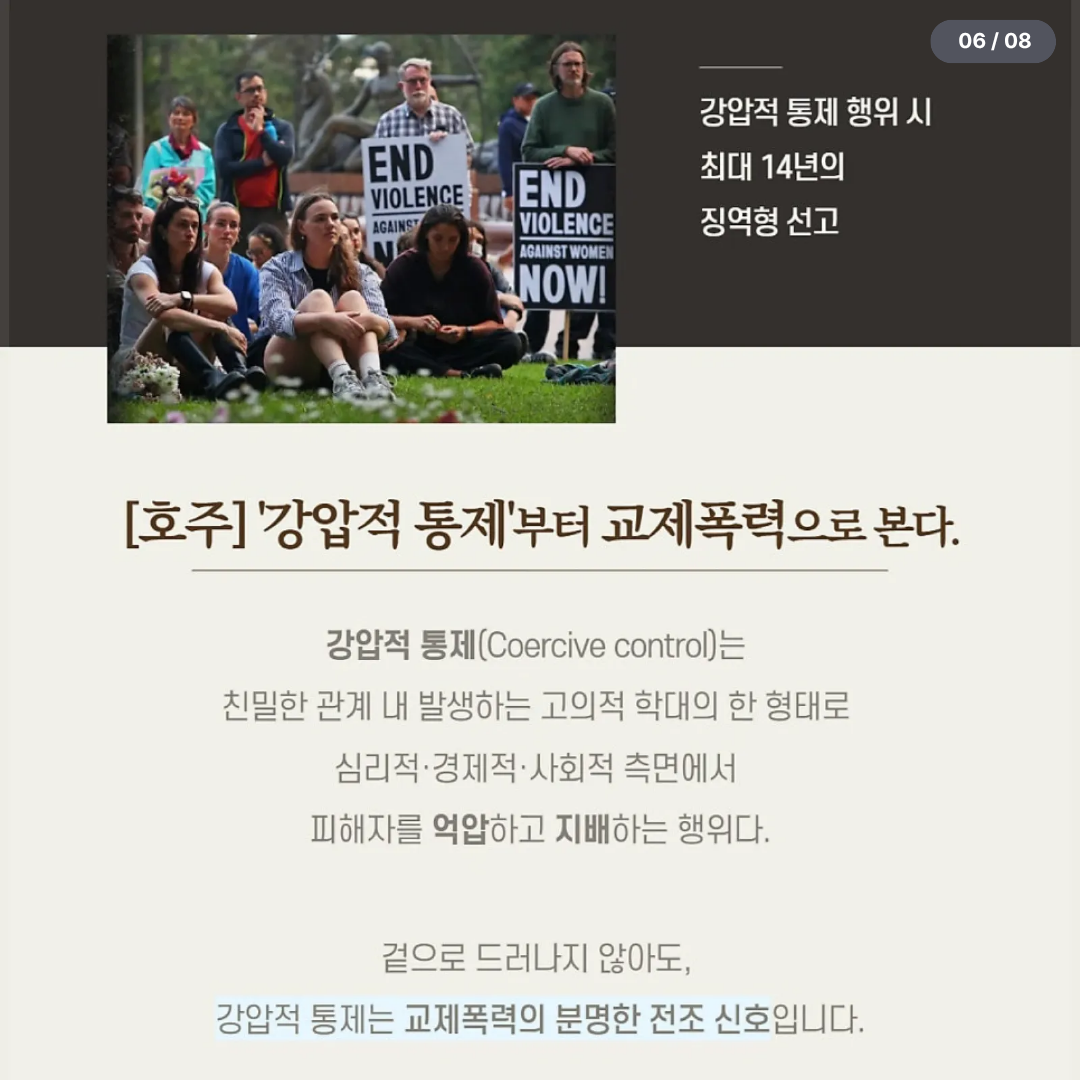 06 / 08
강압적 통제 행위 시
최대 14년의
징역형 선고
END
VIOLENCE
AGAINST
N
END
VIOLENCE
AGAINST WOMEN
NOW!
[호주] '강압적 통제'부터 교제폭력으로 본다.
강압적 통제(Coercive control)는
친밀한 관계 내 발생하는 고의적 학대의 한 형태로
심리적·경제적·사회적 측면에서
피해자를 억압하고 지배하는 행위다.
겉으로 드러나지 않아도,
강압적 통제는 교제폭력의 분명한 전조 신호입니다.